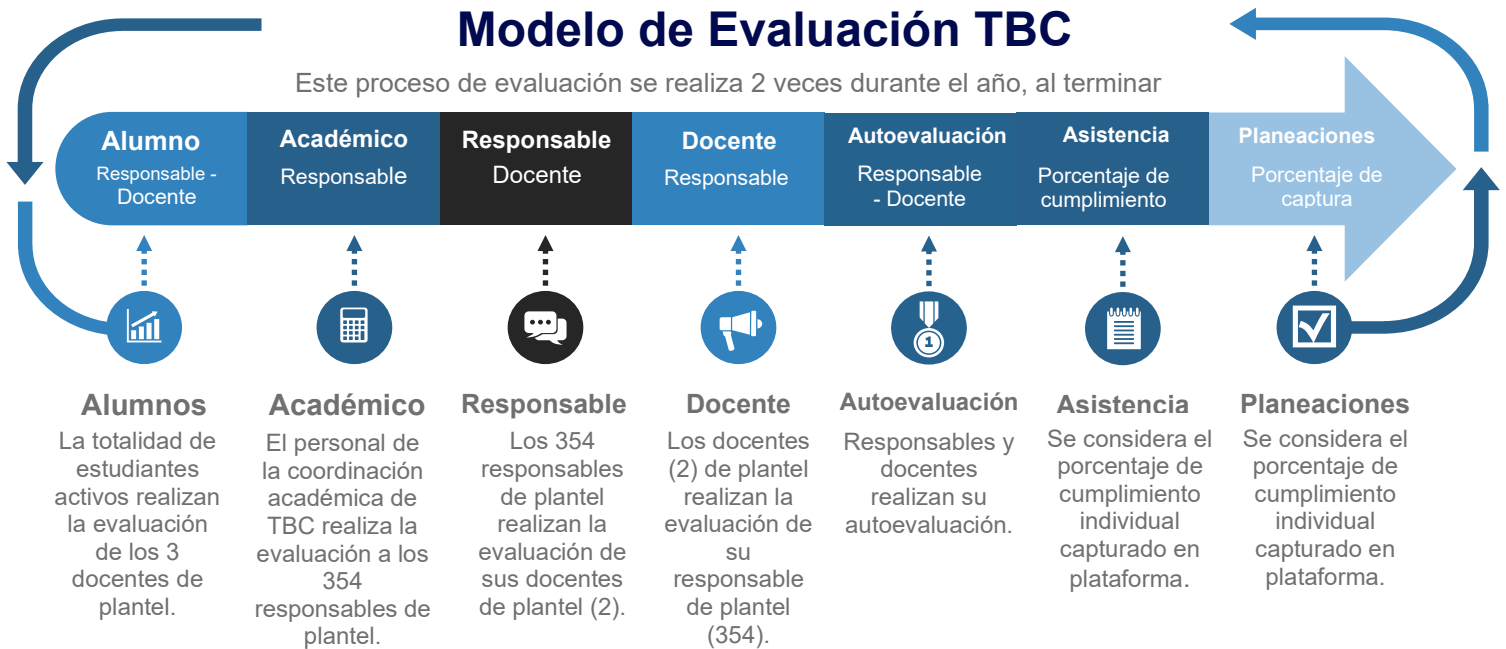 Modelo de Evaluación TBC
Este proceso de evaluación se realiza 2 veces durante el año, al terminar
Alumno
Responsable -
Docente
Académico
Responsable
Responsable
Docente
Docente
Responsable
Autoevaluación
Responsable
- Docente
Asistencia
Porcentaje de
cumplimiento
Planeaciones
Porcentaje de
captura
1
Alumnos
La totalidad de
estudiantes
activos realizan
la evaluación
de los 3
docentes de
plantel.
Académico
El personal de
la coordinación
académica de
TBC realiza la
evaluación a los
354
responsables de
plantel.
Responsable
Los 354
responsables
de plantel
realizan la
evaluación de
sus docentes
de plantel (2).
Docente
Los docentes
(2) de plantel
realizan la
evaluación de
su
responsable
de plantel
(354).
Autoevaluación
Responsables y
docentes
realizan su
autoevaluación.
Asistencia
Se considera el
porcentaje de
cumplimiento
individual
capturado en
plataforma.
Planeaciones
Se considera el
porcentaje de
cumplimiento
individual
capturado en
plataforma.